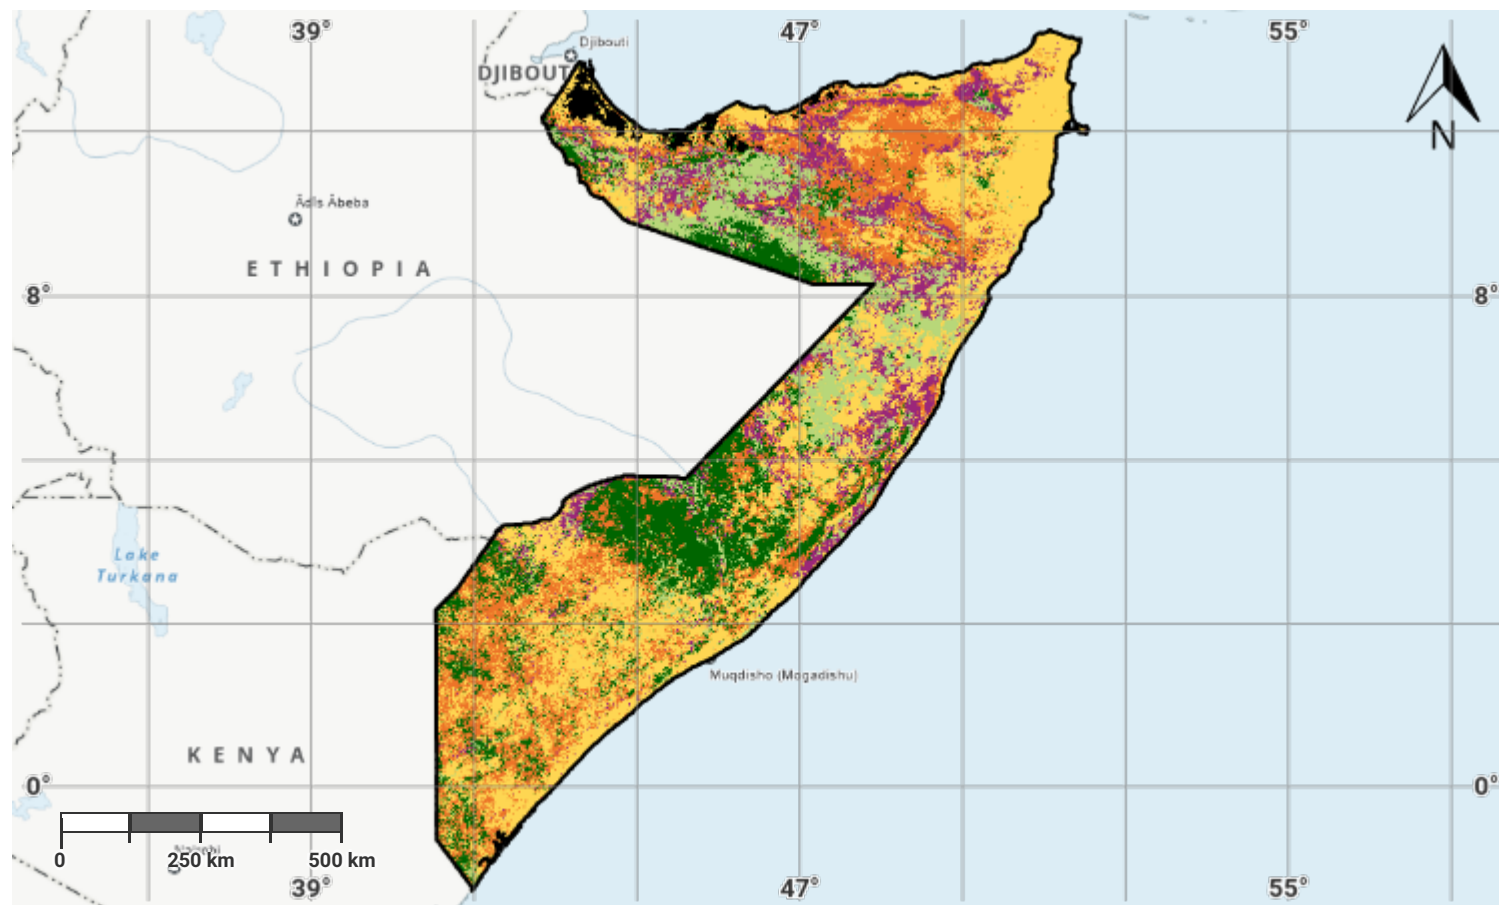 39°
47°
55°
Djibouti
DJIBOUT
N
Ādīs Ābeba
ETHIOPIA
8°
8°
Lake
Turkana
Muqdisho (Mogadishu)
KENYA
0°
0°
0
250 km
500 km
39°
47°
55°